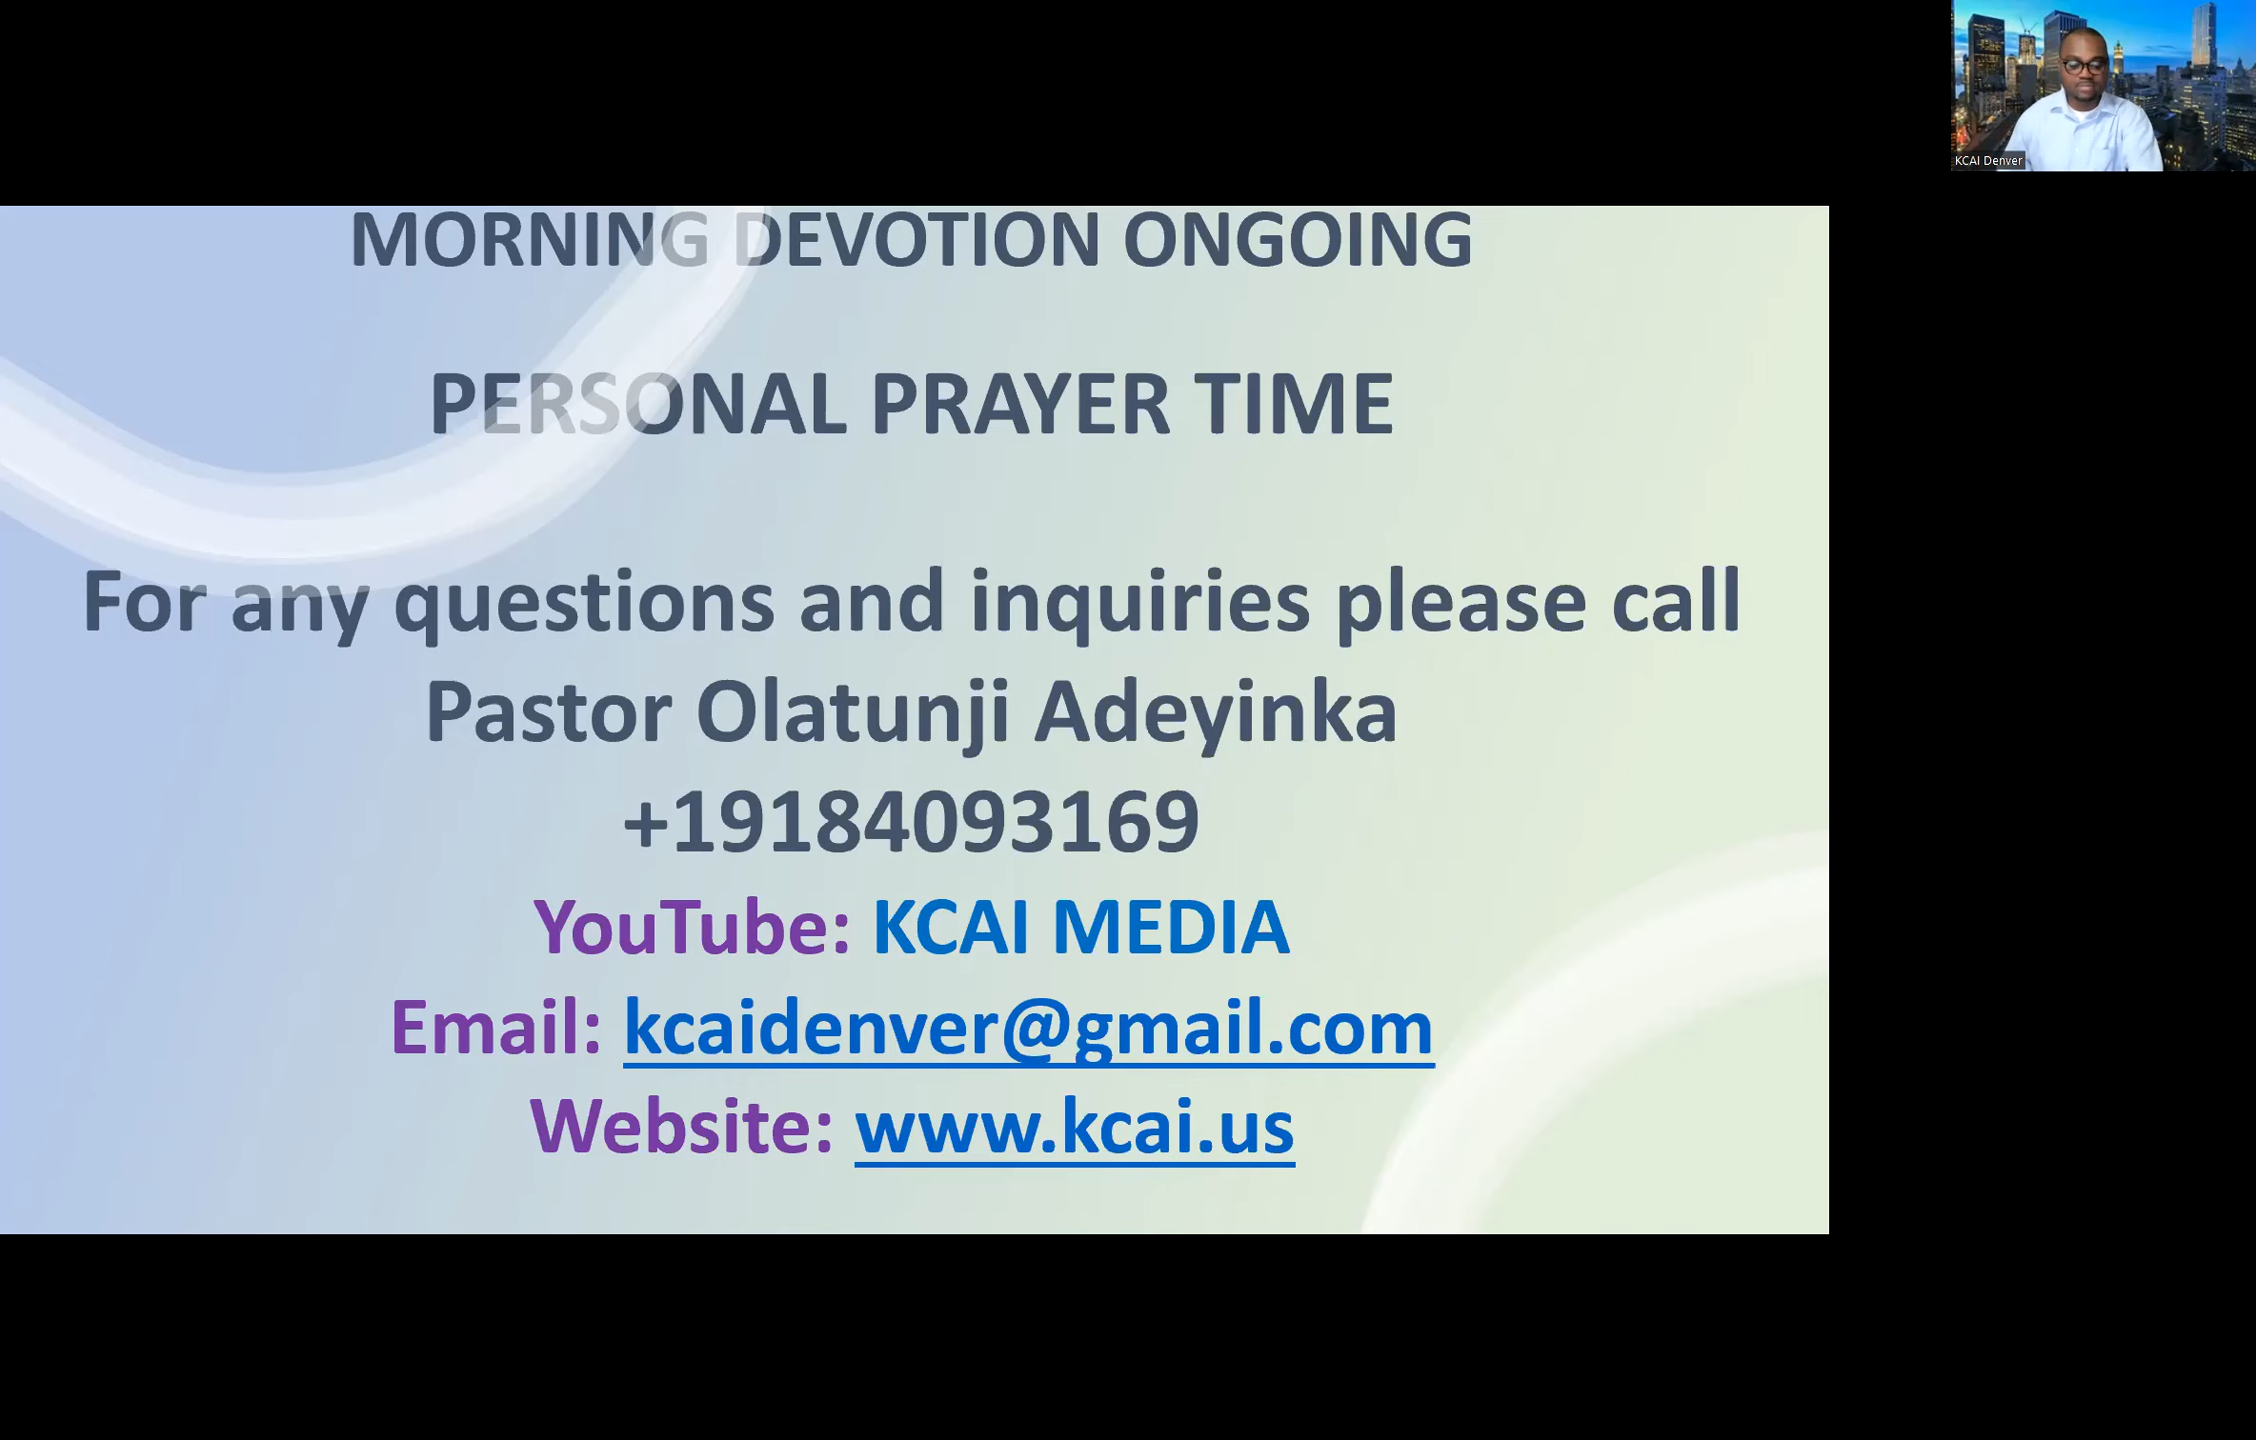 KCAI Denver
MORNING DEVOTION ONGOING
PERSONAL PRAYER TIME
For any questions and inquiries please call
Pastor Olatunji Adeyinka
+19184093169
YouTube: KCAI MEDIA
Email: kcaidenver@gmail.com
Website: www.kcai.us